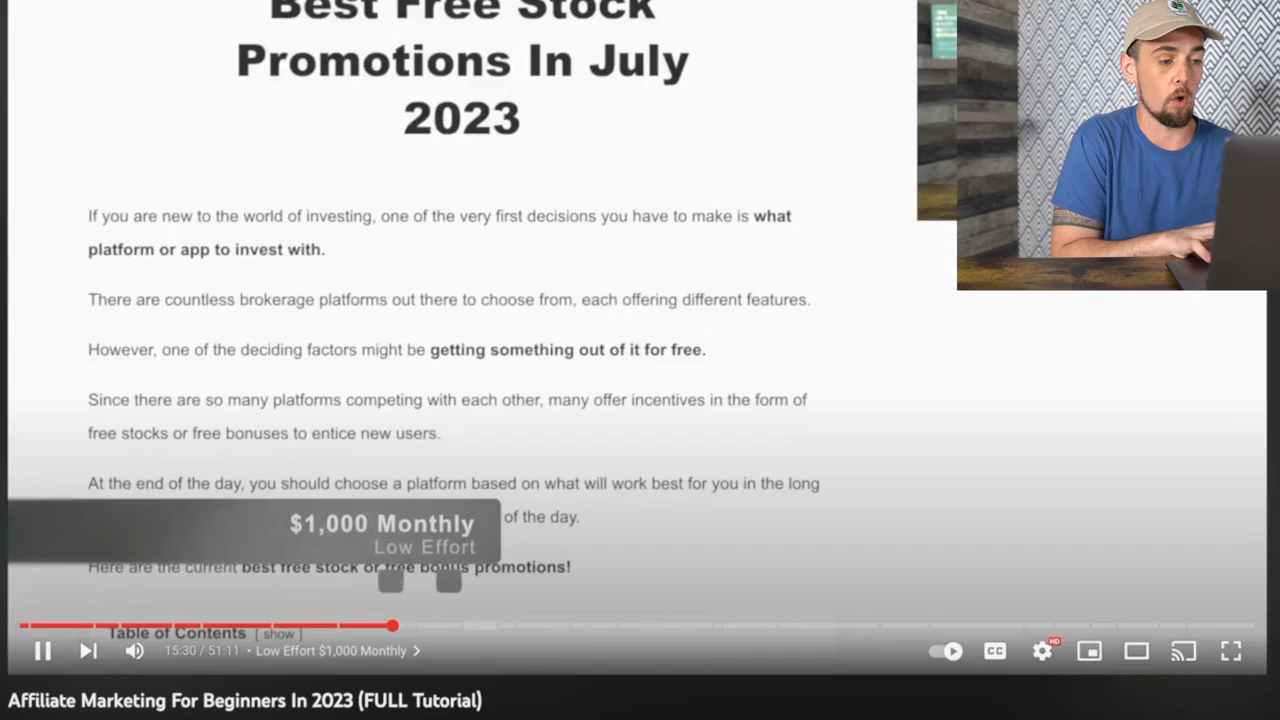 Best Free Stock
Promotions In July
2023
If you are new to the world of investing, one of the very first decisions you have to make is what
platform or app to invest with.
There are countless brokerage platforms out there to choose from, each offering different features.
However, one of the deciding factors might be getting something out of it for free.
Since there are so many platforms competing with each other, many offer incentives in the form of
free stocks or free bonuses to entice new users.
At the end of the day, you should choose a platform based on what will work best for you in the long
of the day.
$1,000 Monthly
Low Effort
Here are the current best free stock or free bonus promotions!
Table of Contents [ show ]
15:30 / 51:11 • Low Effort $1,000 Monthly >
CC
HD
Affiliate Marketing For Beginners In 2023 (FULL Tutorial)